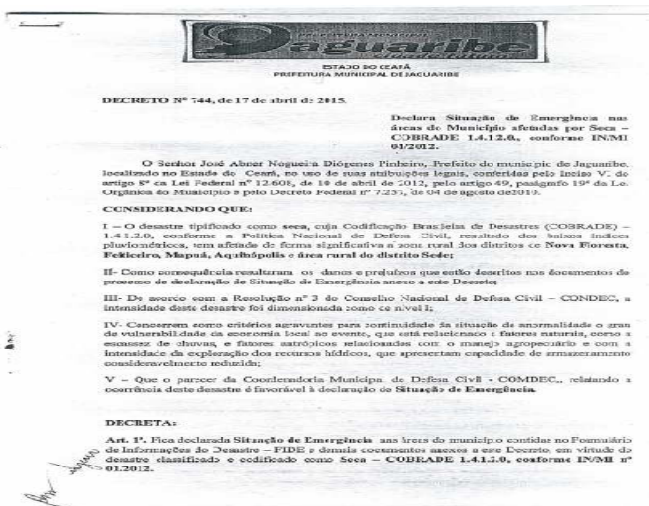 PREFEITURA MUNICIPAL
Jaguaribe
ESTADO DO CEARÁ
PREFEITURA MUNICIPAL DE JAGUARIBE
DECRETO Nº 744, de 17 de abril de 2015.
Declara Situação de Emergência nas
áreas do Município afetadas por Seca –
COBRADE 1.4.12.0., conforme IN/MI
01/2012.
O Senhor José Abner Nogueira Diógenes Pinheiro, Prefeito do município de Jaguaribe,
localizado no Estado do Ceará, no uso de suas atribuições legais, conferidas pelo Inciso VI do
artigo 8º da Lei Federal nº 12.608, de 10 de abril de 2012, pelo artigo 49, parágrafo 19º da Lei
Orgânica do Município e pelo Decreto Federal nº 7.257, de 04 de agosto de2010.
CONSIDERANDO QUE:
I – O desastre tipificado como seca, cuja Codificação Brasileira de Desastres (COBRADE) –
1.4.1.2.0, conforme a Política Nacional de Defesa Civil, resultado dos baixos índices
pluviométricos, tem afetado de forma significativa a zona rural dos distritos de Nova Floresta,
Feiticeiro, Mapuá, Aquinópolis e área rural do distrito Sede;
II- Como consequência resultaram os danos e prejuízos que estão descritos nos documentos do
processo de declaração de Situação de Emergência anexo a este Decreto;
III- De acordo com a Resolução nº 3 do Conselho Nacional de Defesa Civil – CONDEC, a
intensidade deste desastre foi dimensionada como de nível I;
IV- Concorrem como critérios agravantes para continuidade da situação de anormalidade o grau
de vulnerabilidade da economia local ao evento, que está relacionado a fatores naturais, como a
escassez de chuvas, e fatores antrópicos relacionados com o manejo agropecuário e com a
intensidade da exploração dos recursos hídricos, que apresentam capacidade de armazenamento
consideravelmente reduzida;
V – Que o parecer da Coordenadoria Municipal de Defesa Civil - COMDEC,, relatando a
ocorrência deste desastre é favorável à declaração de Situação de Emergência.
DECRETA:
Art. 1º. Fica declarada Situação de Emergência nas áreas do município contidas no Formulário
de Informações do Desastre – FIDE e demais documentos anexos a este Decreto, em virtude do
desastre classificado e codificado como Seca – COBRADE 1.4.1.2.0, conforme IN/MI nº
01.2012.